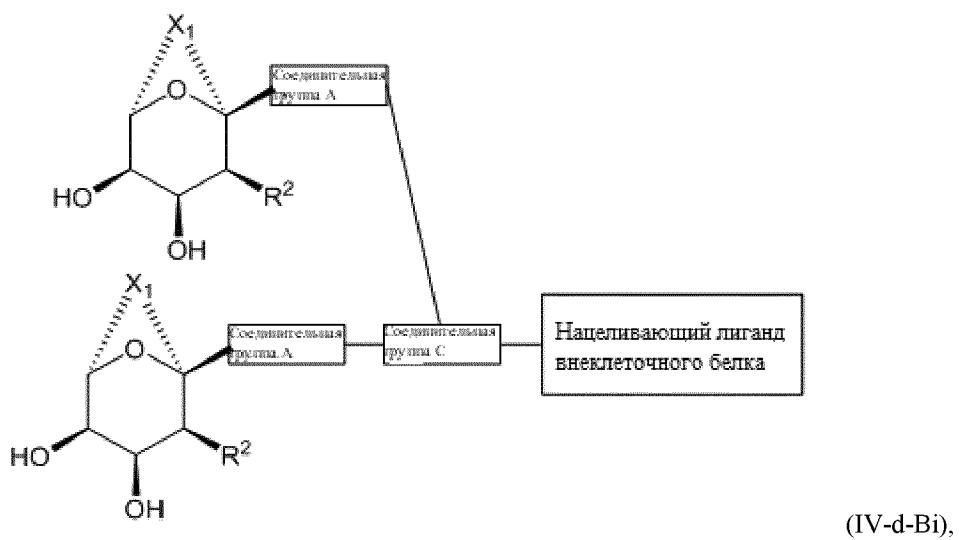 X1
Соединительная
группа A
O
HO
R2
OH
X1
Соединительная
группа A
Соединительная
группа C
Нацеливающий лиганд
внеклеточного белка
O
HO
R2
OH
(IV-d-Bi),